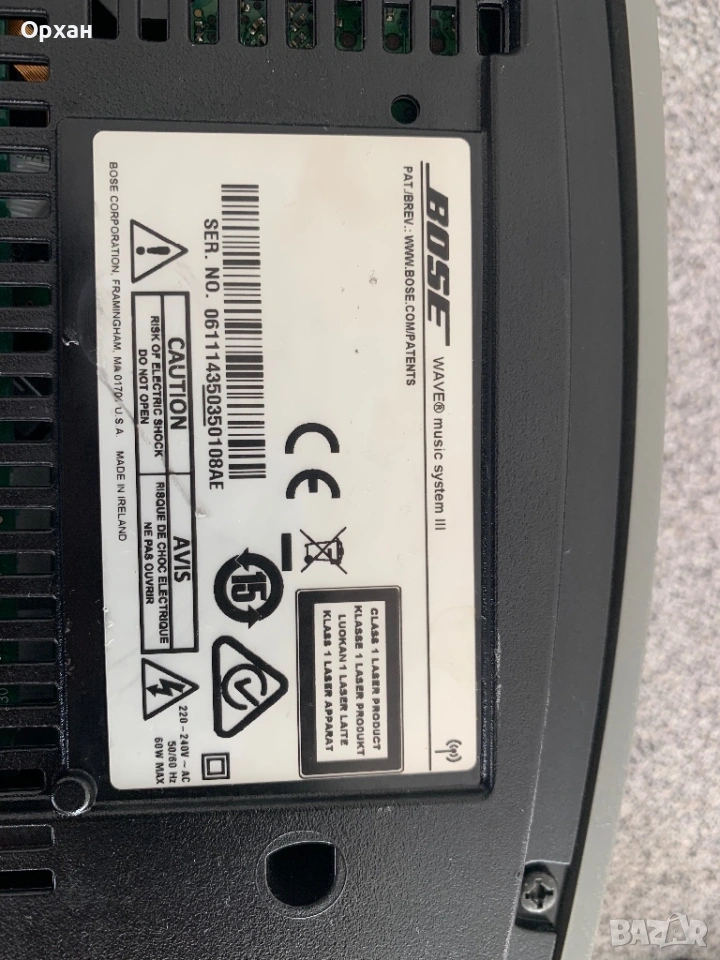 Орхан
BOSE WAVE® music system III
PAT./BREV.: WWW.BOSE.COM/PATENTS
SER. NO. 061114350350108AE
CE
15
CLASS 1 LASER PRODUCT
KLASSE 1 LASER PRODUKT
LUOKAN 1 LASER LAITE
KLASS 1 LASER APPARAT
CAUTION
RISK OF ELECTRIC SHOCK
DO NOT OPEN
AVIS
RISQUE DE CHOC ELECTRIQUE
NE PAS OUVRIR
220 - 240V ~ AC
50/60 Hz
60W MAX
BOSE CORPORATION, FRAMINGHAM, MA 01701 U.S.A. MADE IN IRELAND
BAZAR